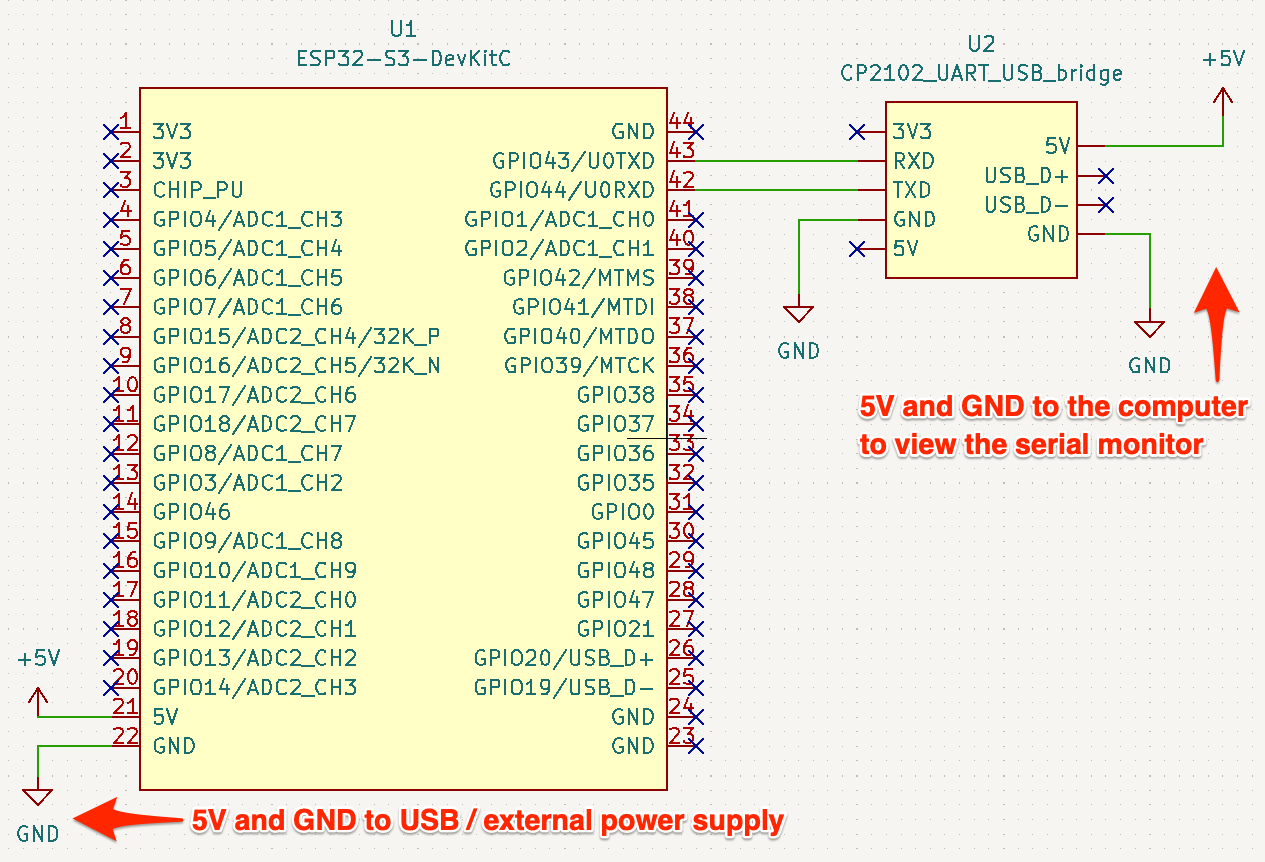 U1
ESP32-S3-DevKitC
1 3V3
2 3V3
3 CHIP_PU
4 GPIO4/ADC1_CH3
5 GPIO5/ADC1_CH4
6 GPIO6/ADC1_CH5
7 GPIO7/ADC1_CH6
8 GPIO15/ADC2_CH4/32K_P
9 GPIO16/ADC2_CH5/32K_N
10 GPIO17/ADC2_CH6
11 GPIO18/ADC2_CH7
12 GPIO8/ADC1_CH7
13 GPIO3/ADC1_CH2
14 GPIO46
15 GPIO9/ADC1_CH8
16 GPIO10/ADC1_CH9
17 GPIO11/ADC2_CH0
18 GPIO12/ADC2_CH1
19 GPIO13/ADC2_CH2
20 GPIO14/ADC2_CH3
21 5V
22 GND
+5V
GND
GND 44
GPIO43/U0TXD 43
GPIO44/U0RXD 42
GPIO1/ADC1_CH0 41
GPIO2/ADC1_CH1 40
GPIO42/MTMS 39
GPIO41/MTDI 38
GPIO40/MTDO 37
GPIO39/MTCK 36
GPIO38 35
GPIO37 34
GPIO36 33
GPIO35 32
GPIO0 31
GPIO45 30
GPIO48 29
GPIO47 28
GPIO21 27
GPIO20/USB_D+ 26
GPIO19/USB_D- 25
GND 24
GND 23
U2
CP2102_UART_USB_bridge
3V3
RXD
TXD
GND
5V
5V
USB_D+
USB_D-
GND
+5V
GND
GND
5V and GND to the computer
to view the serial monitor
5V and GND to USB / external power supply